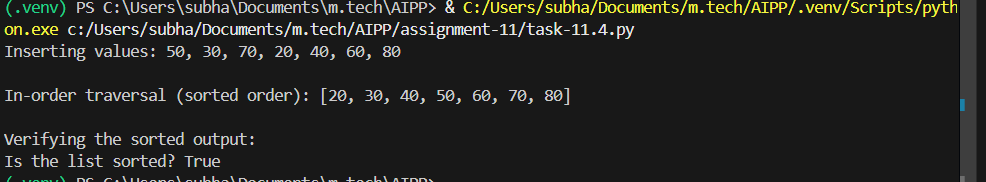 (.venv) PS C:\Users\subha\Documents\m.tech\AIPP> & C:/Users/subha/Documents/m.tech/AIPP/.venv/Scripts/pyth
on.exe c:/Users/subha/Documents/m.tech/AIPP/assignment-11/task-11.4.py
Inserting values: 50, 30, 70, 20, 40, 60, 80
In-order traversal (sorted order): [20, 30, 40, 50, 60, 70, 80]
Verifying the sorted output:
Is the list sorted? True
(.venv) PS C:\Users\subha\Documents\m.tech\AIPP>